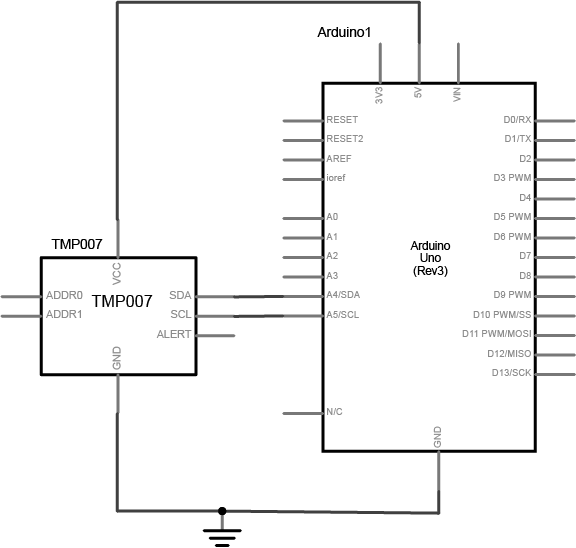 Arduino1
3V3
5V
VIN
RESET
RESET2
AREF
ioref
A0
A1
A2
A3
A4/SDA
A5/SCL
N/C
Arduino
Uno
(Rev3)
D0/RX
D1/TX
D2
D3 PWM
D4
D5 PWM
D6 PWM
D7
D8
D9 PWM
D10 PWM/SS
D11 PWM/MOSI
D12/MISO
D13/SCK
GND
TMP007
VCC
ADDR0
ADDR1
TMP007
SDA
SCL
ALERT
GND